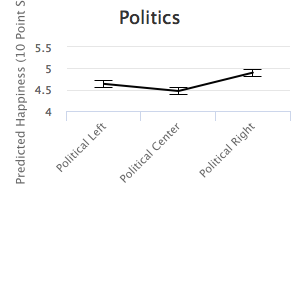 Politics
Predicted Happiness (10 Point S
5.5
5
4.5
4
Political Left
Political Center
Political Right